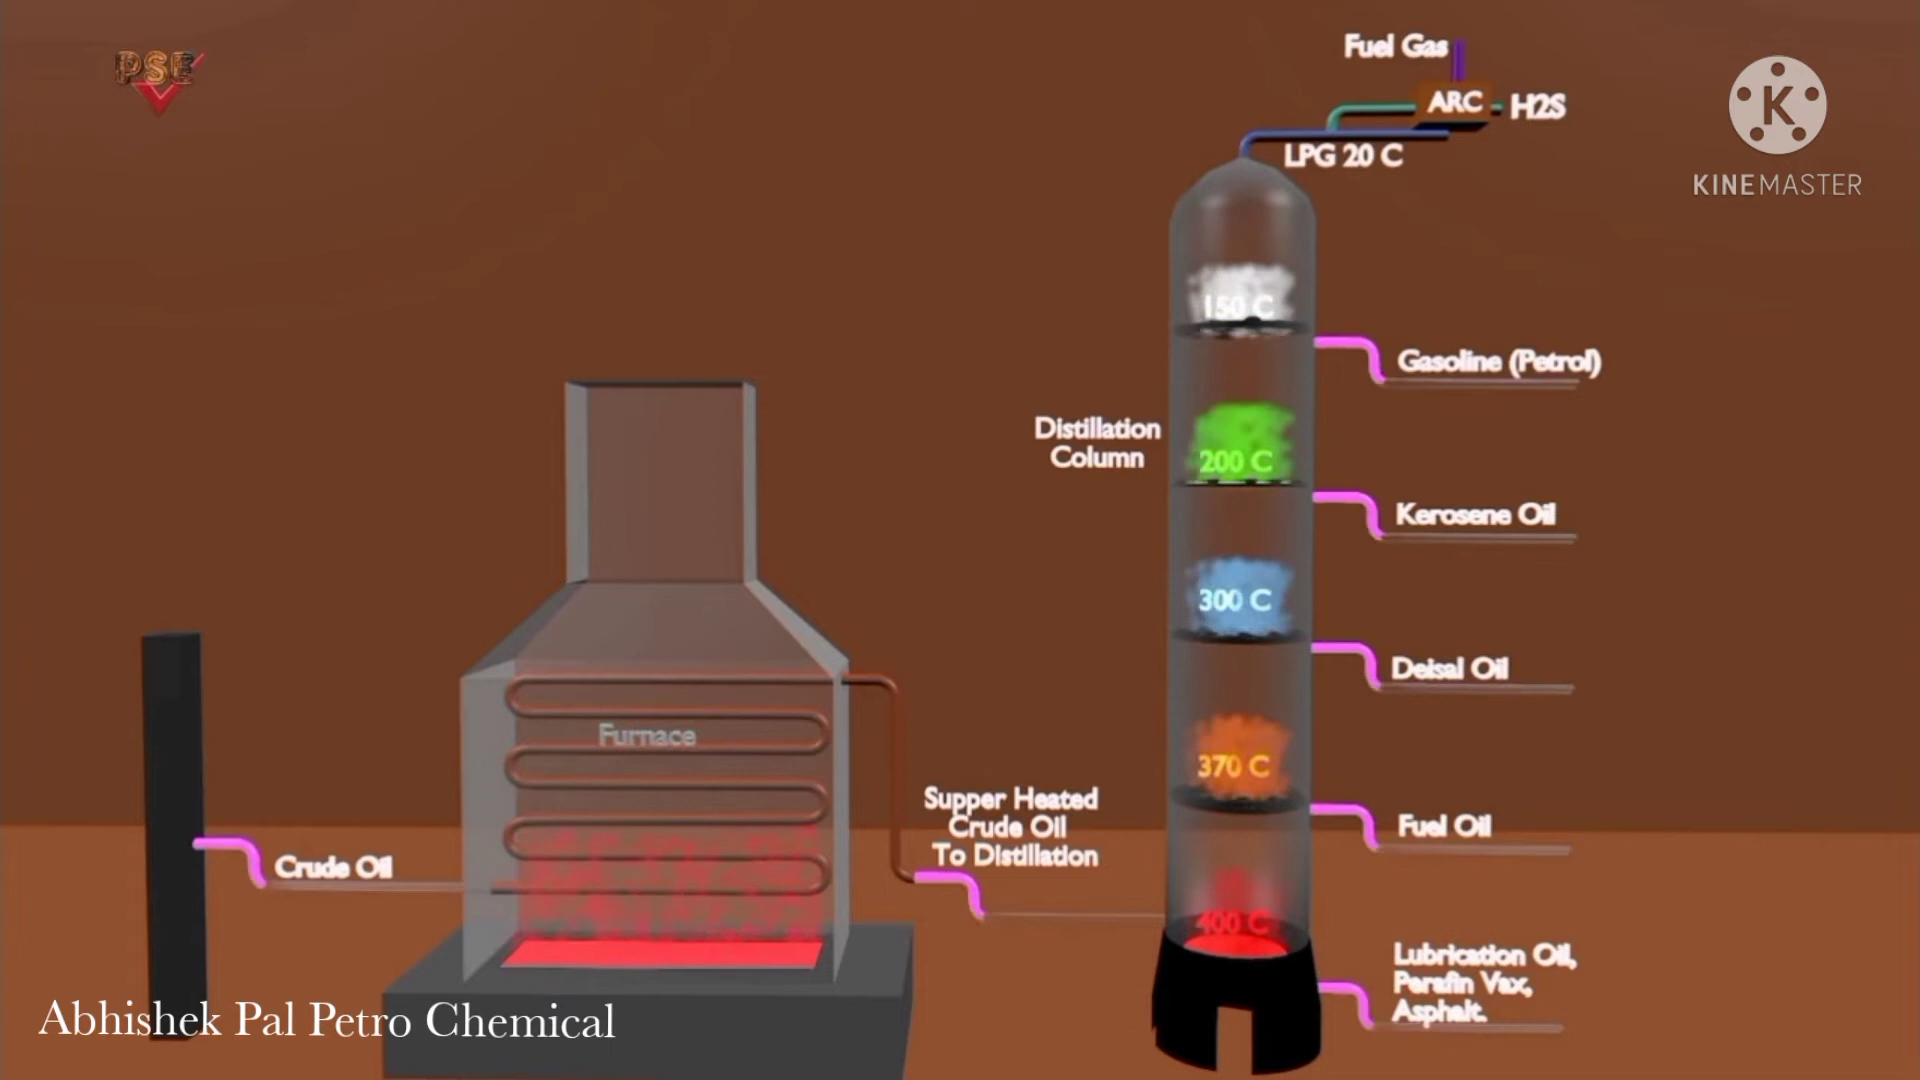 PSE
Fuel Gas
ARC
H2S
LPG 20 C
KINEMASTER
150 C
Gasoline (Petrol)
Distillation
Column
200 C
Kerosene Oil
300 C
Deisal Oil
Furnace
370 C
Supper Heated
Crude Oil
To Distillation
Fuel Oil
Crude Oil
400 C
Lubrication Oil,
Parafin Vax,
Asphalt.
Abhishek Pal Petro Chemical